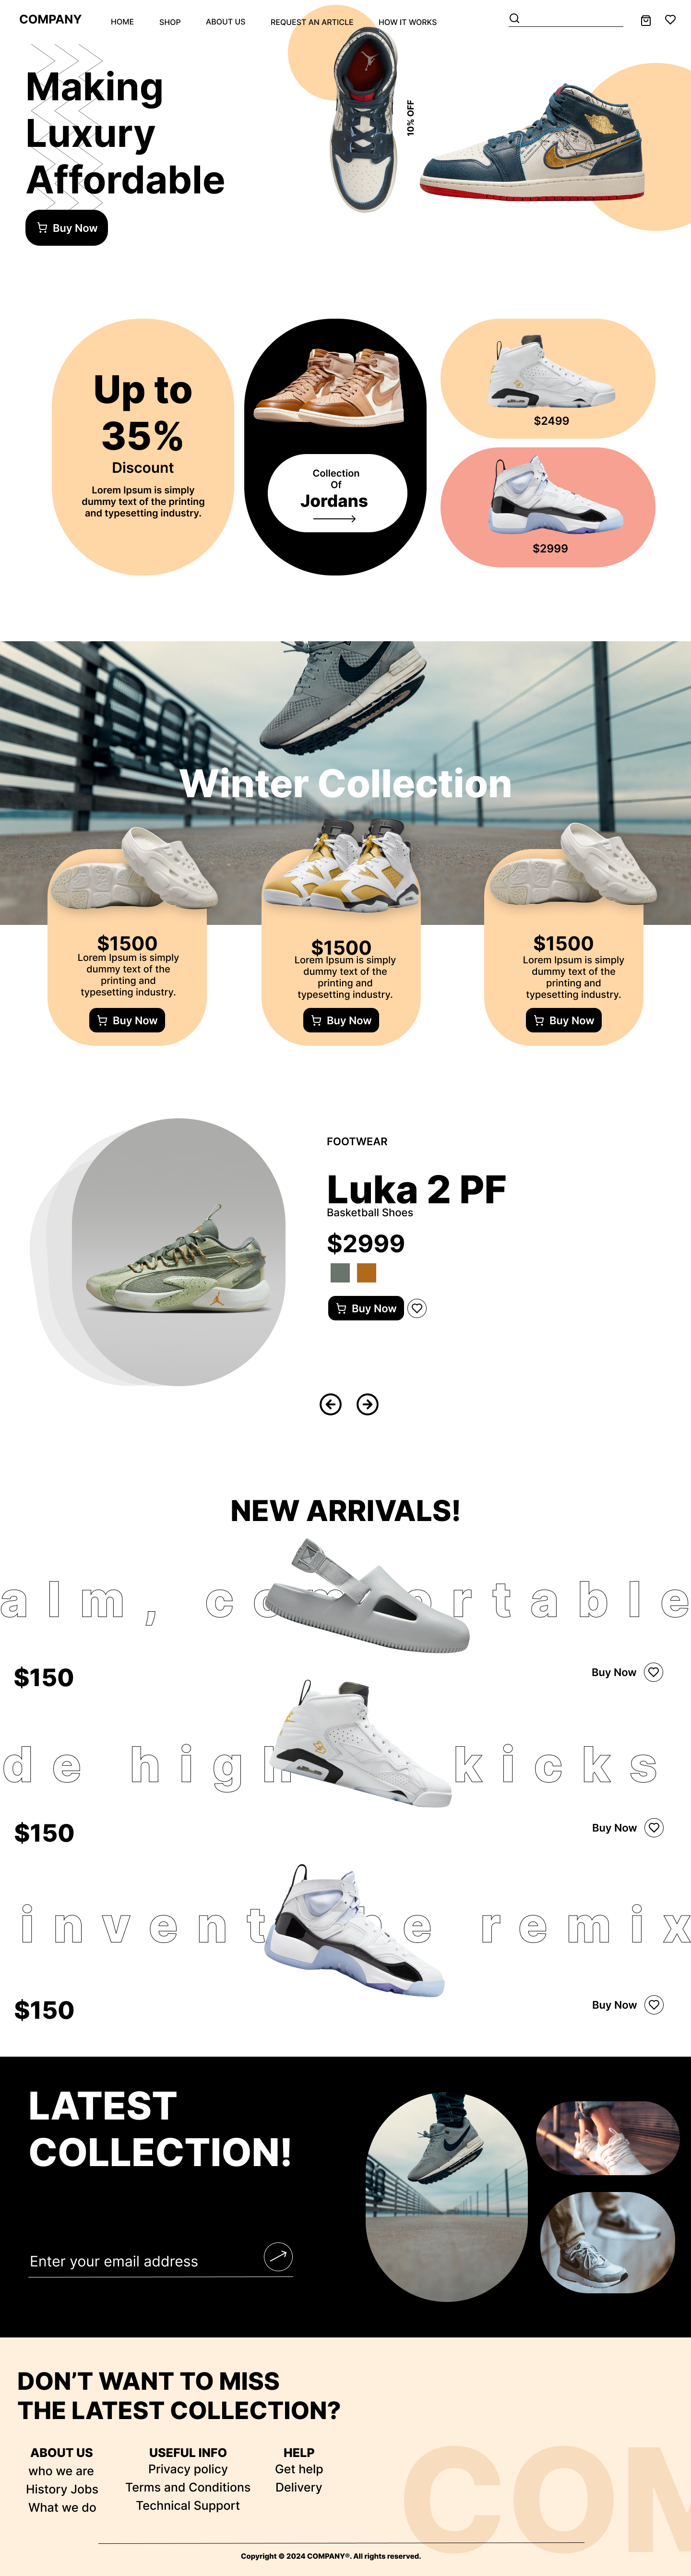 COMPANY
HOME
SHOP
ABOUT US
REQUEST AN ARTICLE
HOW IT WORKS
Making
Luxury
Affordable
10% OFF
Buy Now
Up to
35%
Discount
Lorem Ipsum is simply
dummy text of the printing
and typesetting industry.
Collection
Of
Jordans
$2499
$2999
Winter Collection
$1500
Lorem Ipsum is simply
dummy text of the
printing and
typesetting industry.
Buy Now
$1500
Lorem Ipsum is simply
dummy text of the
printing and
typesetting industry.
Buy Now
$1500
Lorem Ipsum is simply
dummy text of the
printing and
typesetting industry.
Buy Now
FOOTWEAR
Luka 2 PF
Basketball Shoes
$2999
Buy Now
NEW ARRIVALS!
alm, comfortable
$150
Buy Now
de high kicks
$150
Buy Now
invent he remix
$150
Buy Now
LATEST
COLLECTION!
Enter your email address
DON'T WANT TO MISS
THE LATEST COLLECTION?
ABOUT US
who we are
History Jobs
What we do
USEFUL INFO
Privacy policy
Terms and Conditions
Technical Support
HELP
Get help
Delivery
COM
Copyright © 2024 COMPANY®. All rights reserved.